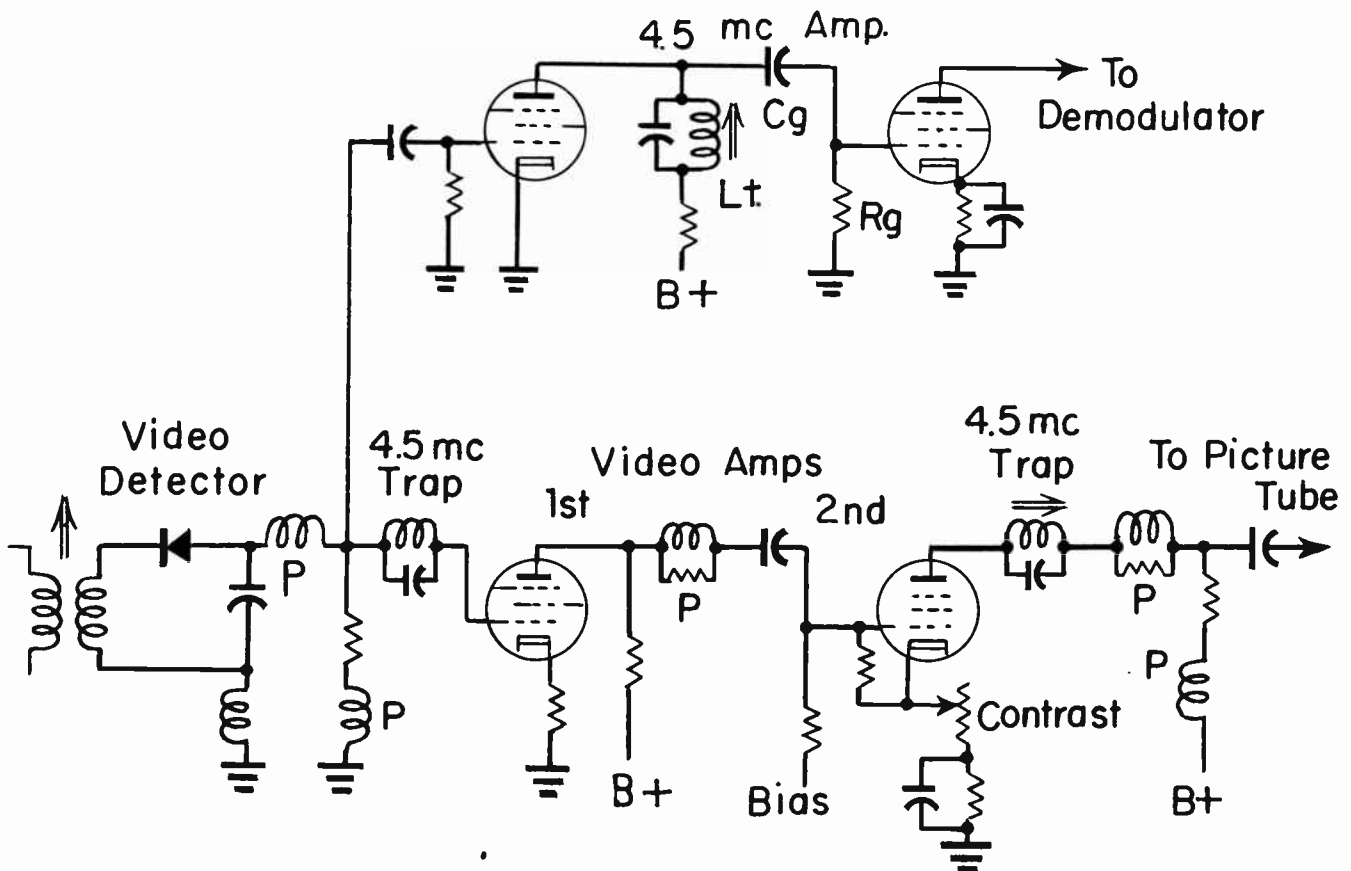 4.5 mc Amp.
Cg
To
Demodulator
Lt.
Rg
B+
Video
Detector
4.5 mc
Trap
1st
Video Amps
2nd
4.5 mc
Trap
To Picture
Tube
P
P
P
P
P
Contrast
B+
Bias
B+